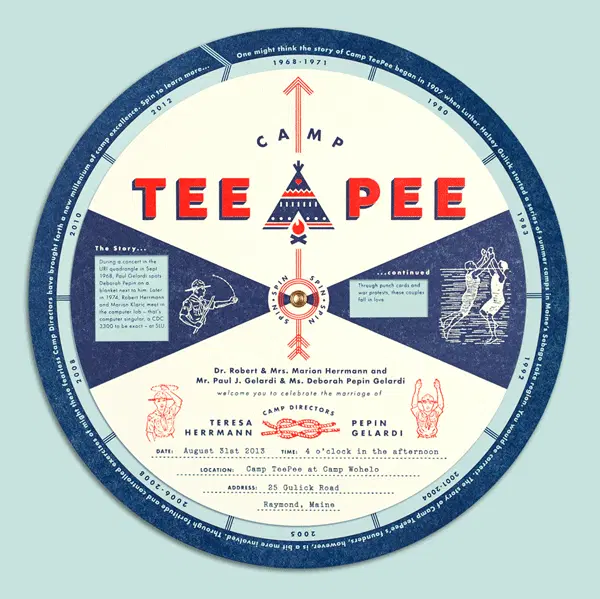 One might think the story of Camp TeePee began in 1907 when Luther Halsey Gulick started a series of summer camps in Maine's Sebago Lake region. You would be correct. The story of Camp TeePee's founders, however, is a bit more involved. Through fortitude and controlled exercises of might these fearless Camp Directors have brought forth a new millenium of camp excellence. Spin to learn more...
1968-1971
1980
1983
1992
2001-2004
2005
2006-2008
2008
2010
2012
CAMP
TEE PEE
The Story...
During a concert in the
URI quadrangle in Sept
1968, Paul Gelardi spots
Deborah Pepin on a
blanket next to him. Later
in 1974, Robert Herrmann
and Marion Klaric meet in
the computer lab – that's
computer singular, a CDC
3300 to be exact – at SLU.
...continued
Through punch cards and
war protests, these couples
fall in love.
SPIN • SPIN
SPIN • SPIN
Dr. Robert & Mrs. Marion Herrmann and
Mr. Paul J. Gelardi & Ms. Deborah Pepin Gelardi
welcome you to celebrate the marriage of
CAMP DIRECTORS
TERESA
HERRMANN
PEPIN
GELARDI
DATE: August 31st 2013 TIME: 4 o'clock in the afternoon
LOCATION: Camp TeePee at Camp Wohelo
ADDRESS: 25 Gulick Road
Raymond, Maine